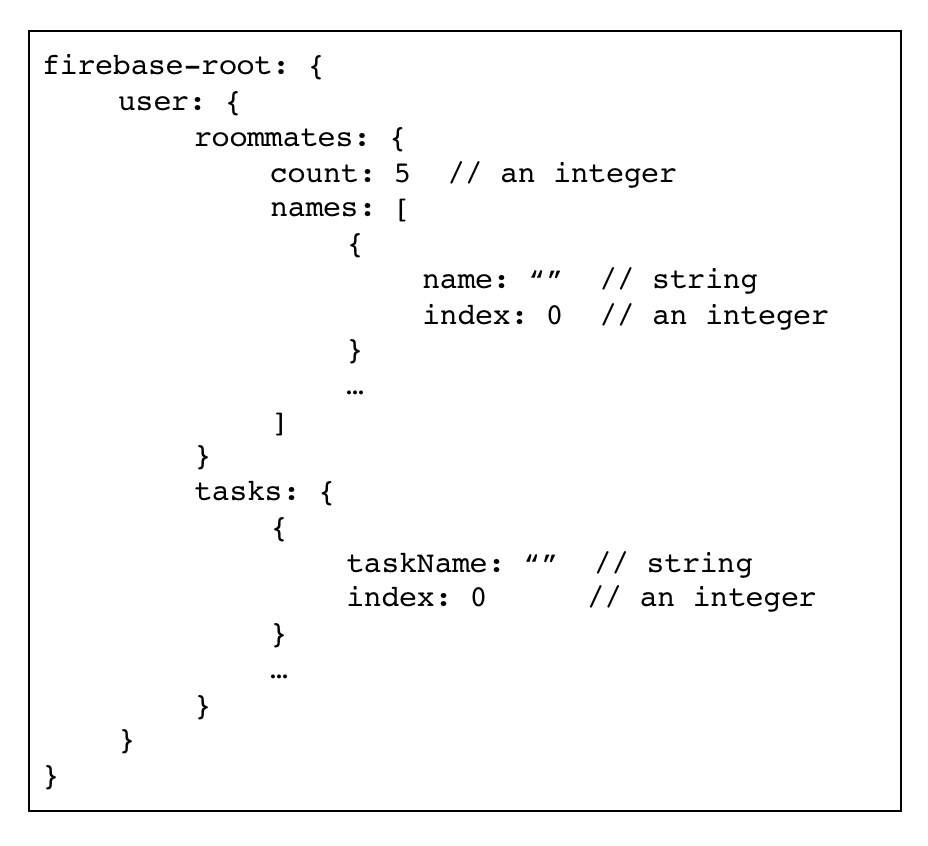 firebase-root: {
user: {
roommates: {
count: 5 // an integer
names: [
{
name: “” // string
index: 0 // an integer
}
…
]
}
tasks: {
{
taskName: “” // string
index: 0 // an integer
}
…
}
}
}